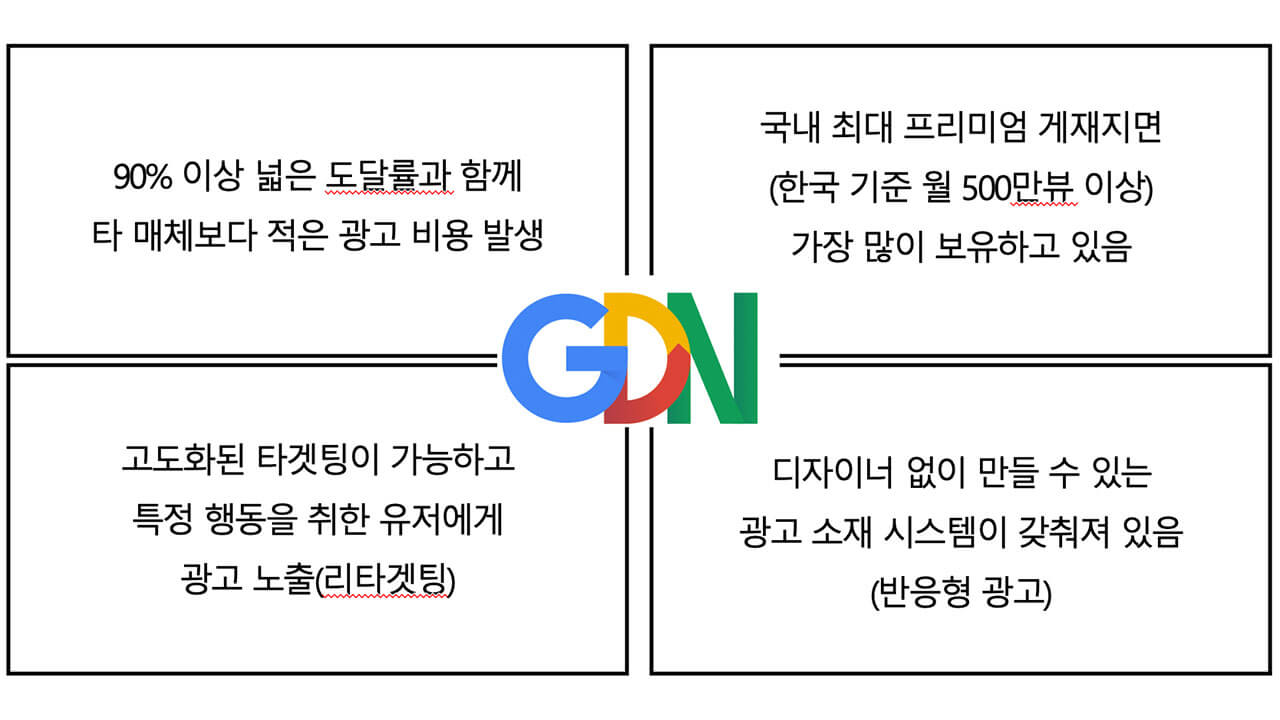 90% 이상 넓은 도달률과 함께
타 매체보다 적은 광고 비용 발생
국내 최대 프리미엄 게재지면
(한국 기준 월 500만뷰 이상)
가장 많이 보유하고 있음
GDN
고도화된 타겟팅이 가능하고
특정 행동을 취한 유저에게
광고 노출(리타겟팅)
디자이너 없이 만들 수 있는
광고 소재 시스템이 갖춰져 있음
(반응형 광고)